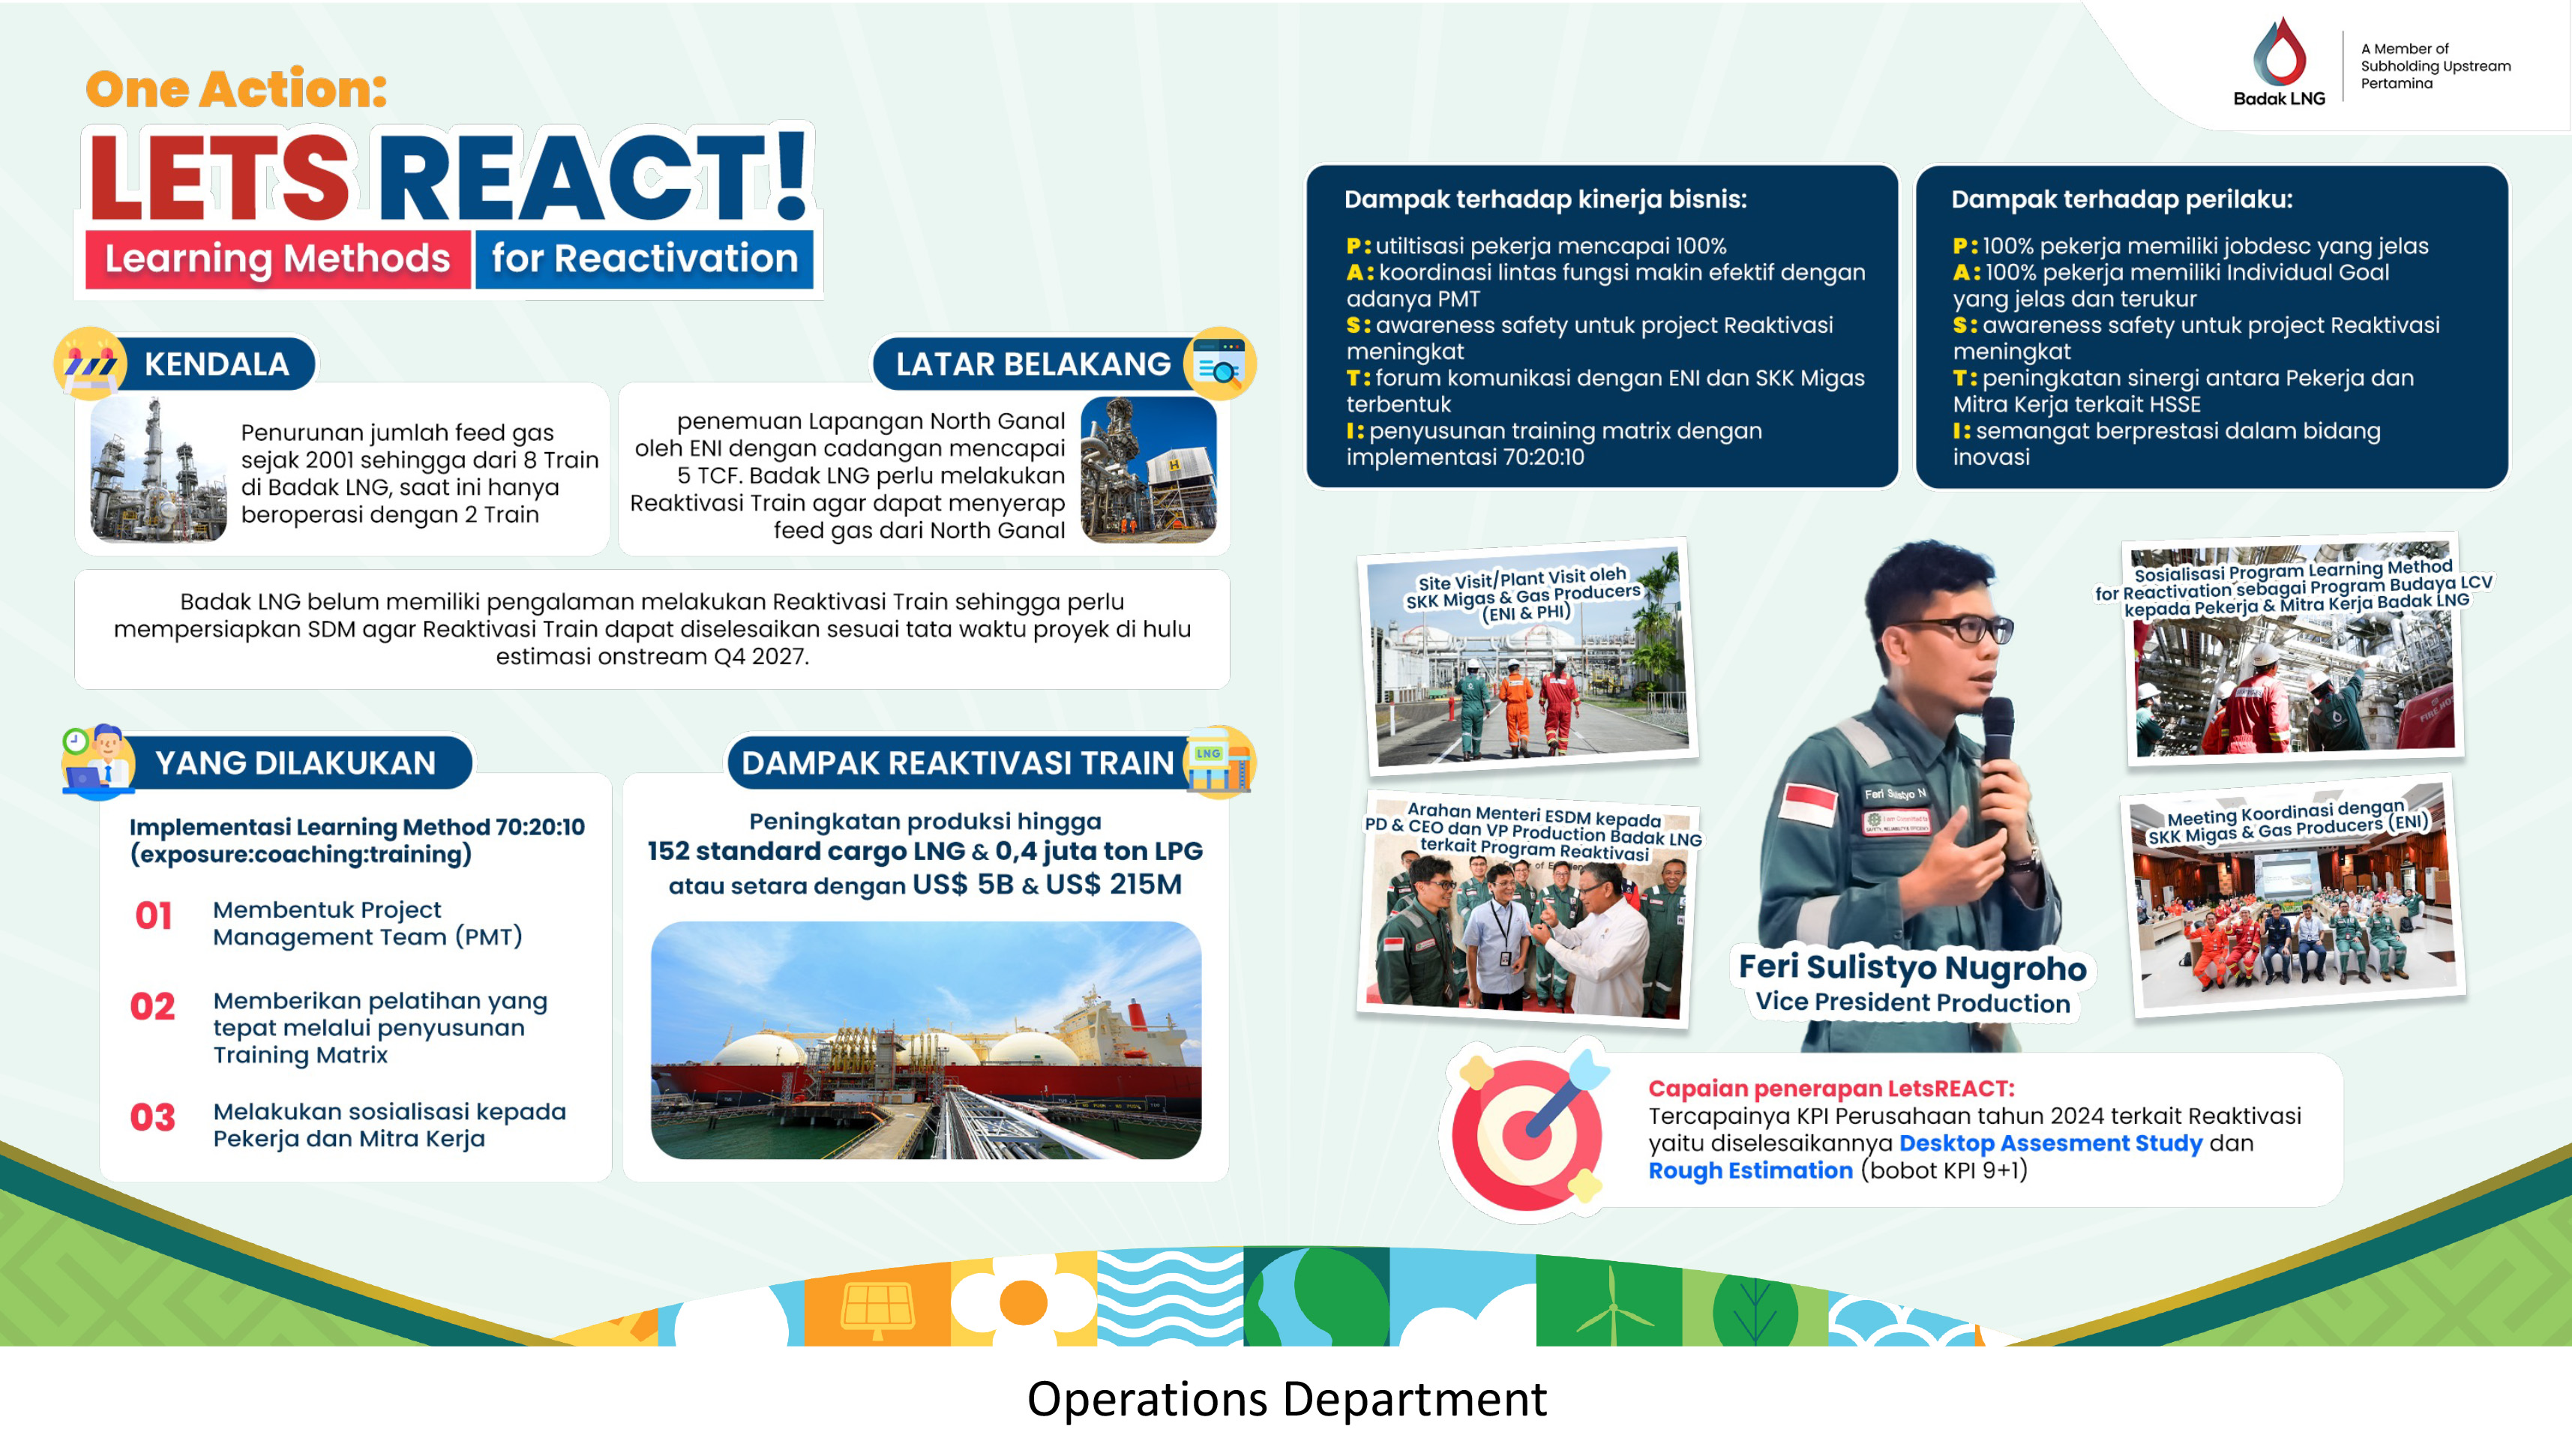 One Action:
LETS REACT!
Learning Methods for Reactivation
Badak LNG
A Member of
Subholding Upstream
Pertamina
KENDALA
Penurunan jumlah feed gas
sejak 2001 sehingga dari 8 Train
di Badak LNG, saat ini hanya
beroperasi dengan 2 Train
LATAR BELAKANG
penemuan Lapangan North Ganal
oleh ENI dengan cadangan mencapai
5 TCF. Badak LNG perlu melakukan
Reaktivasi Train agar dapat menyerap
feed gas dari North Ganal
H
Badak LNG belum memiliki pengalaman melakukan Reaktivasi Train sehingga perlu
mempersiapkan SDM agar Reaktivasi Train dapat diselesaikan sesuai tata waktu proyek di hulu
estimasi onstream Q4 2027.
YANG DILAKUKAN
Implementasi Learning Method 70:20:10
(exposure:coaching:training)
01
Membentuk Project
Management Team (PMT)
02
Memberikan pelatihan yang
tepat melalui penyusunan
Training Matrix
03
Melakukan sosialisasi kepada
Pekerja dan Mitra Kerja
DAMPAK REAKTIVASI TRAIN
LNG
Peningkatan produksi hingga
152 standard cargo LNG & 0,4 juta ton LPG
atau setara dengan US$ 5B & US$ 215M
Dampak terhadap kinerja bisnis:
P: utiltisasi pekerja mencapai 100%
A: koordinasi lintas fungsi makin efektif dengan
adanya PMT
S: awareness safety untuk project Reaktivasi
meningkat
T: forum komunikasi dengan ENI dan SKK Migas
terbentuk
I: penyusunan training matrix dengan
implementasi 70:20:10
Dampak terhadap perilaku:
P: 100% pekerja memiliki jobdesc yang jelas
A: 100% pekerja memiliki Individual Goal
yang jelas dan terukur
S: awareness safety untuk project Reaktivasi
meningkat
T: peningkatan sinergi antara Pekerja dan
Mitra Kerja terkait HSSE
I: semangat berprestasi dalam bidang
inovasi
Site Visit/Plant Visit oleh
SKK Migas & Gas Producers
(ENI & PHI)
Sosialisasi Program Learning Method
for Reactivation sebagai Program Budaya LCV
kepada Pekerja & Mitra Kerja Badak LNG
Arahan Menteri ESDM kepada
PD & CEO dan VP Production Badak LNG
terkait Program Reaktivasi
Meeting Koordinasi dengan
SKK Migas & Gas Producers (ENI)
Feri Sulistyo N
Feri Sulistyo Nugroho
Vice President Production
Capaian penerapan LetsREACT:
Tercapainya KPI Perusahaan tahun 2024 terkait Reaktivasi
yaitu diselesaikannya Desktop Assesment Study dan
Rough Estimation (bobot KPI 9+1)
Operations Department